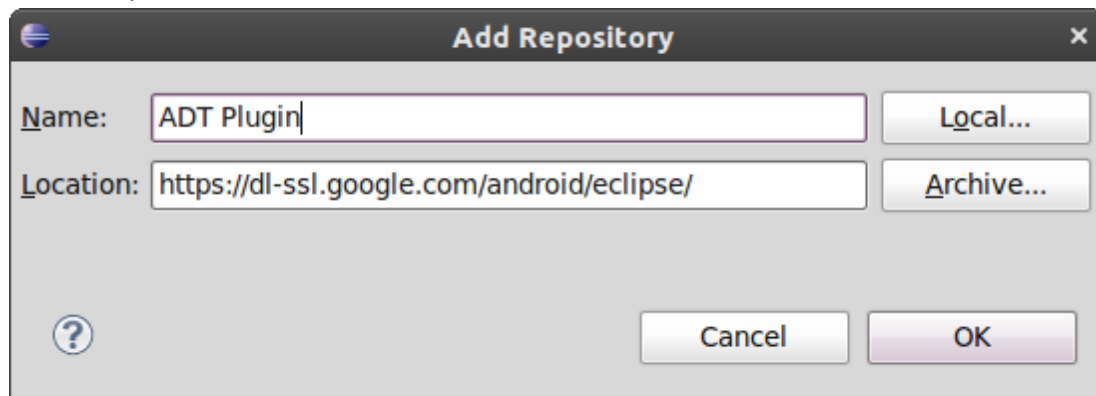 Add Repository ×
Name: ADT Plugin Local...
Location: https://dl-ssl.google.com/android/eclipse/ Archive...
? Cancel OK